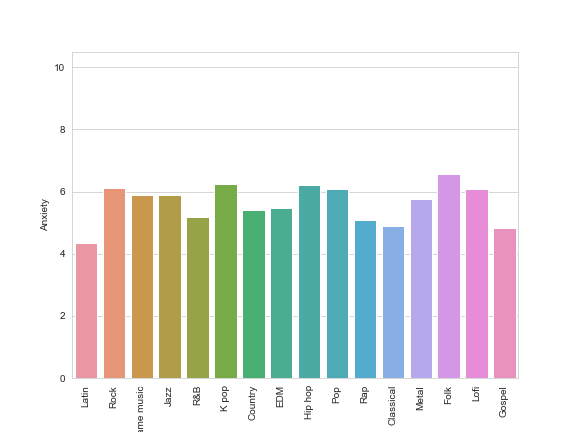 10
8
6
4
2
0
Anxiety
Latin
Rock
ame music
Jazz
R&B
K pop
Country
EDM
Hip hop
Pop
Rap
Classical
Metal
Folk
Lofi
Gospel